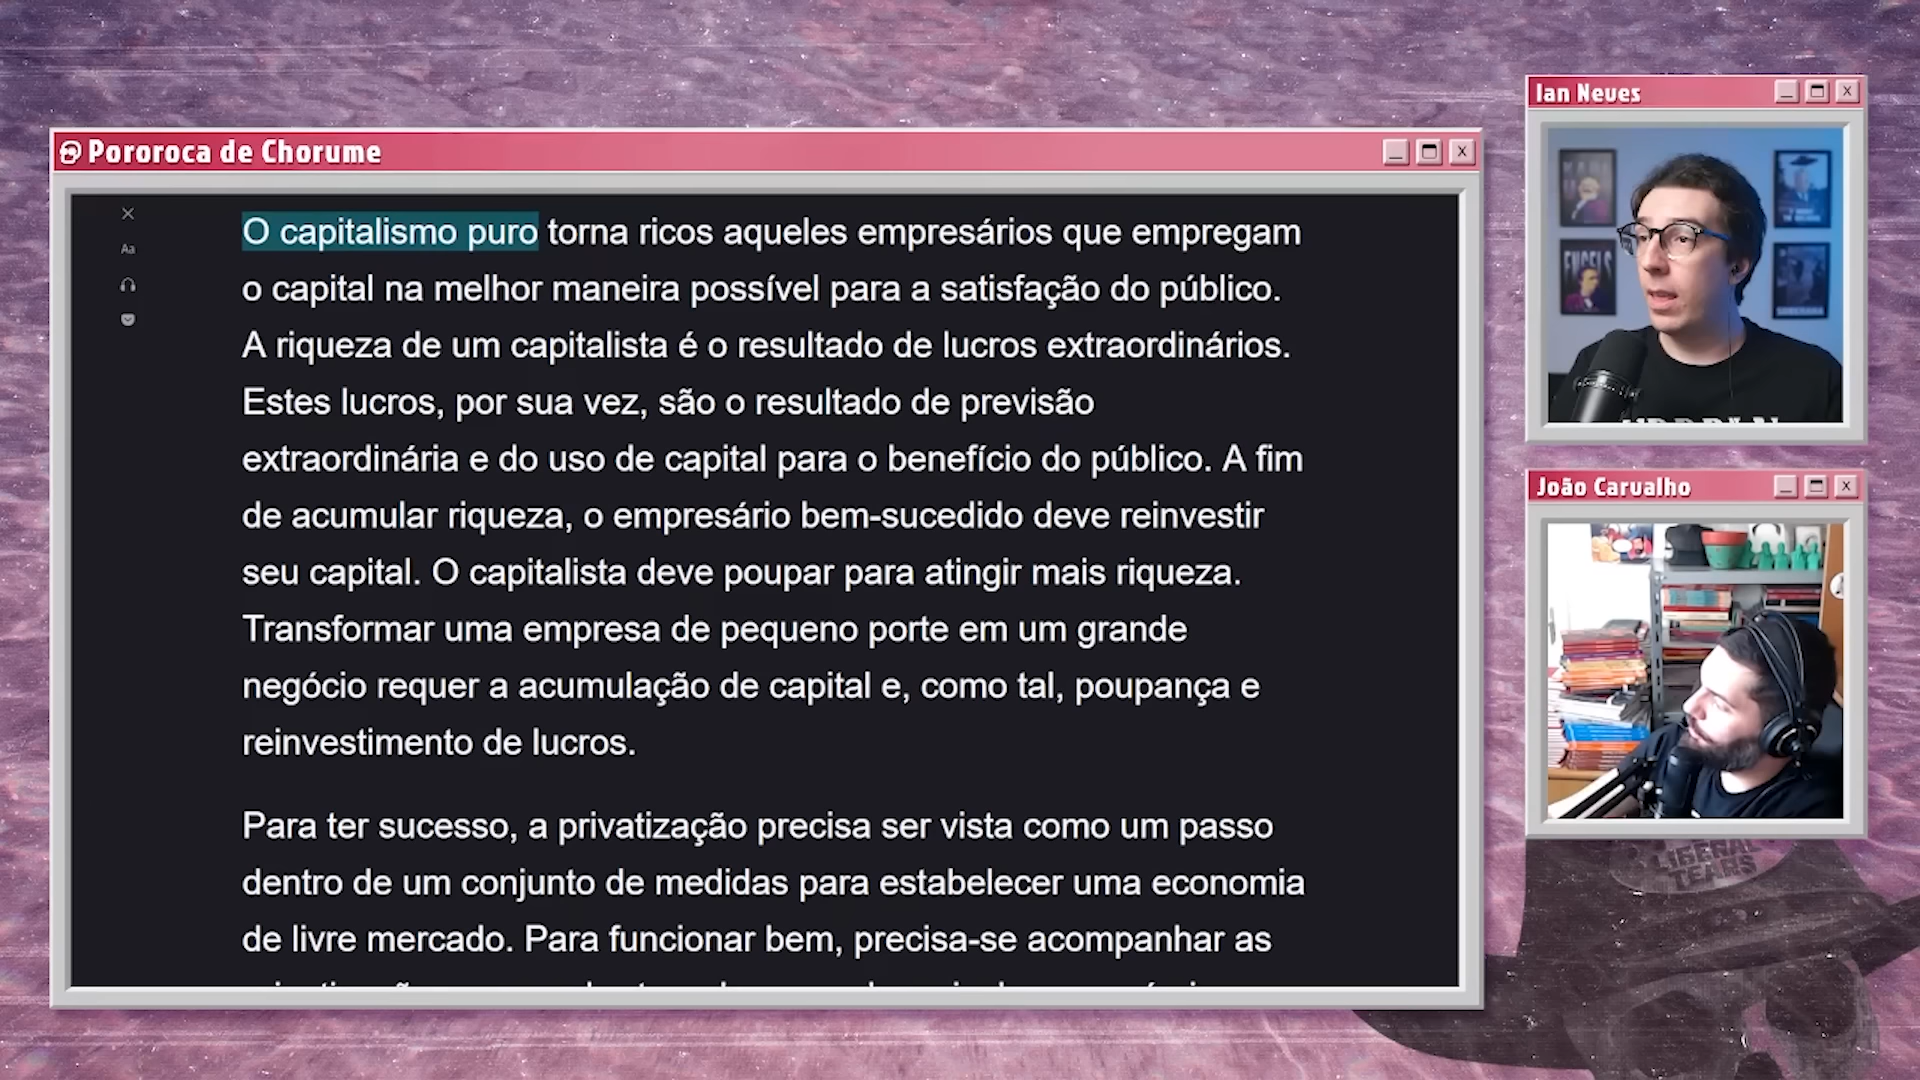 Ian Neves
Pororoca de Chorume
Aa
O capitalismo puro torna ricos aqueles empresários que empregam
o capital na melhor maneira possível para a satisfação do público.
A riqueza de um capitalista é o resultado de lucros extraordinários.
Estes lucros, por sua vez, são o resultado de previsão
extraordinária e do uso de capital para o benefício do público. A fim
de acumular riqueza, o empresário bem-sucedido deve reinvestir
seu capital. O capitalista deve poupar para atingir mais riqueza.
Transformar uma empresa de pequeno porte em um grande
negócio requer a acumulação de capital e, como tal, poupança e
reinvestimento de lucros.
Para ter sucesso, a privatização precisa ser vista como um passo
dentro de um conjunto de medidas para estabelecer uma economia
de livre mercado. Para funcionar bem, precisa-se acompanhar as
ENGELS
João Carvalho
LIBERAL
TEARS